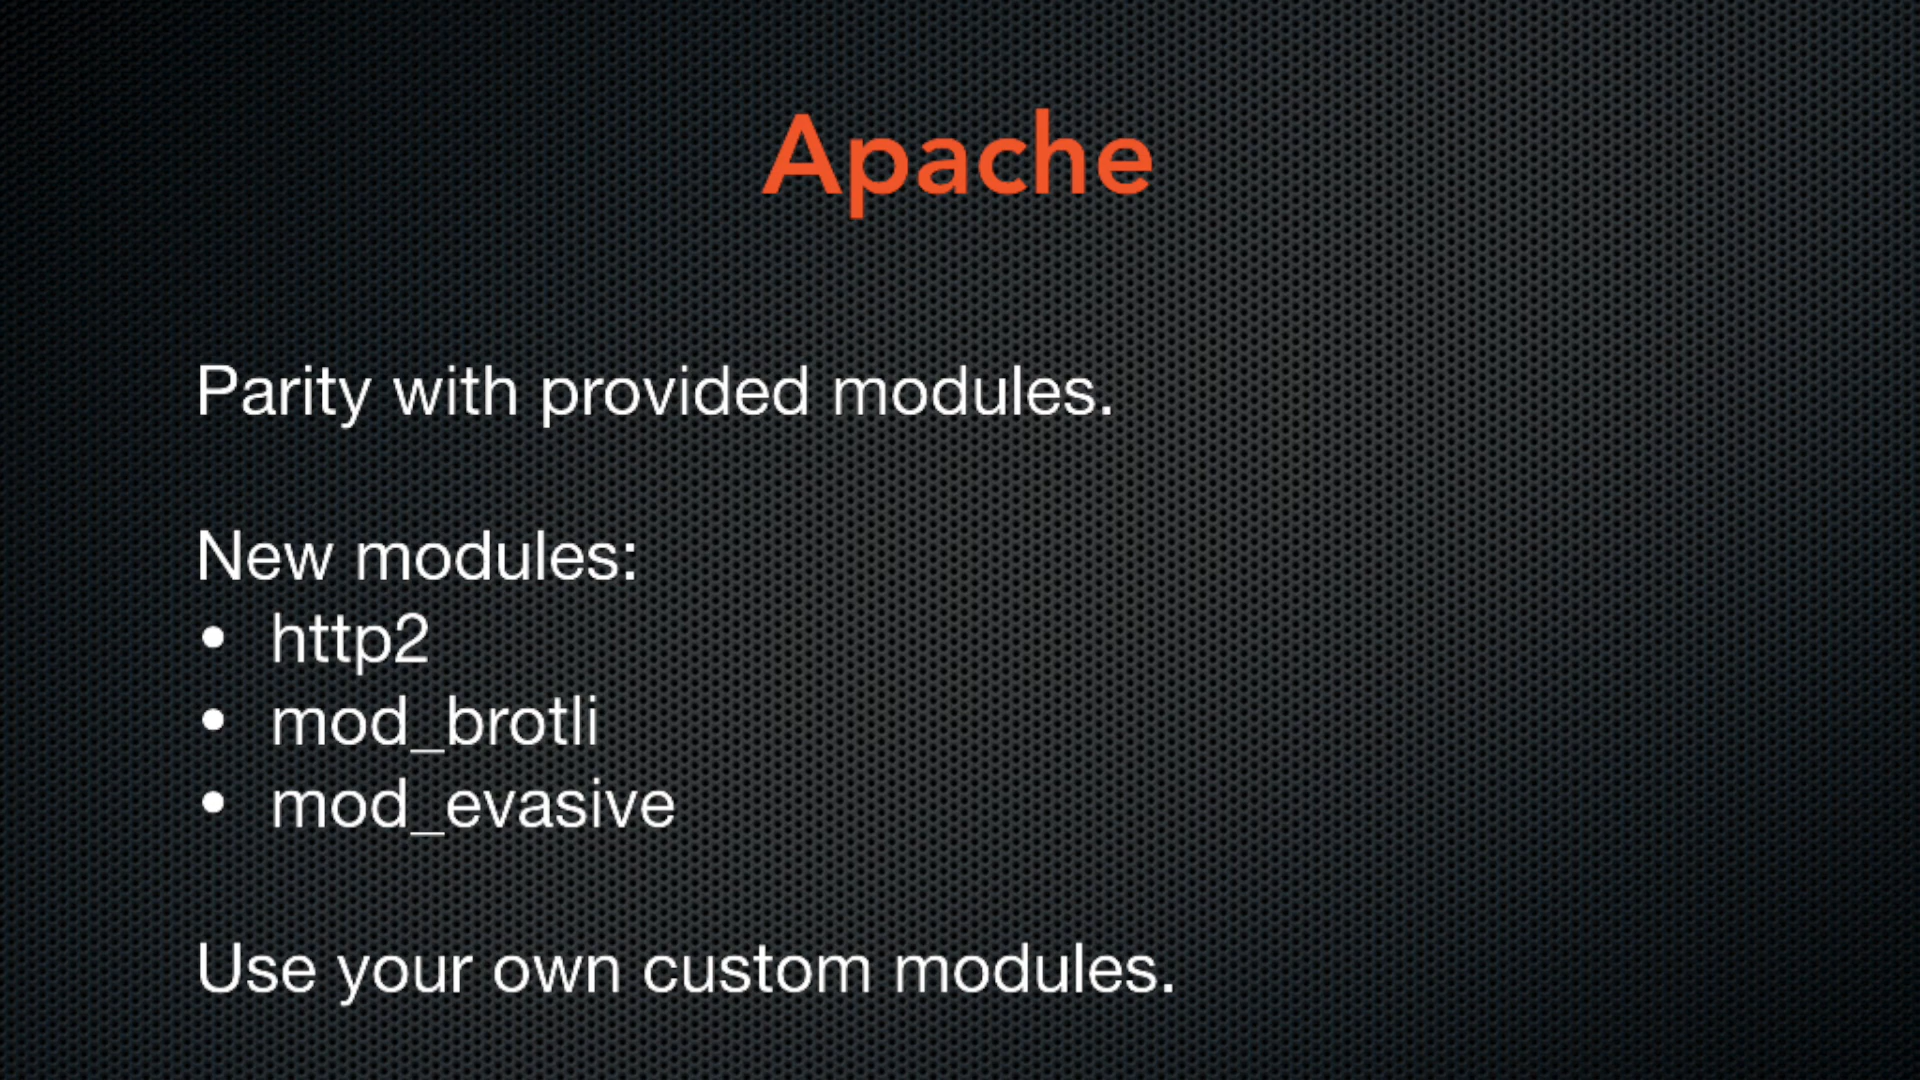 Apache
Parity with provided modules.
New modules:
• http2
• mod_brotli
• mod_evasive
Use your own custom modules.